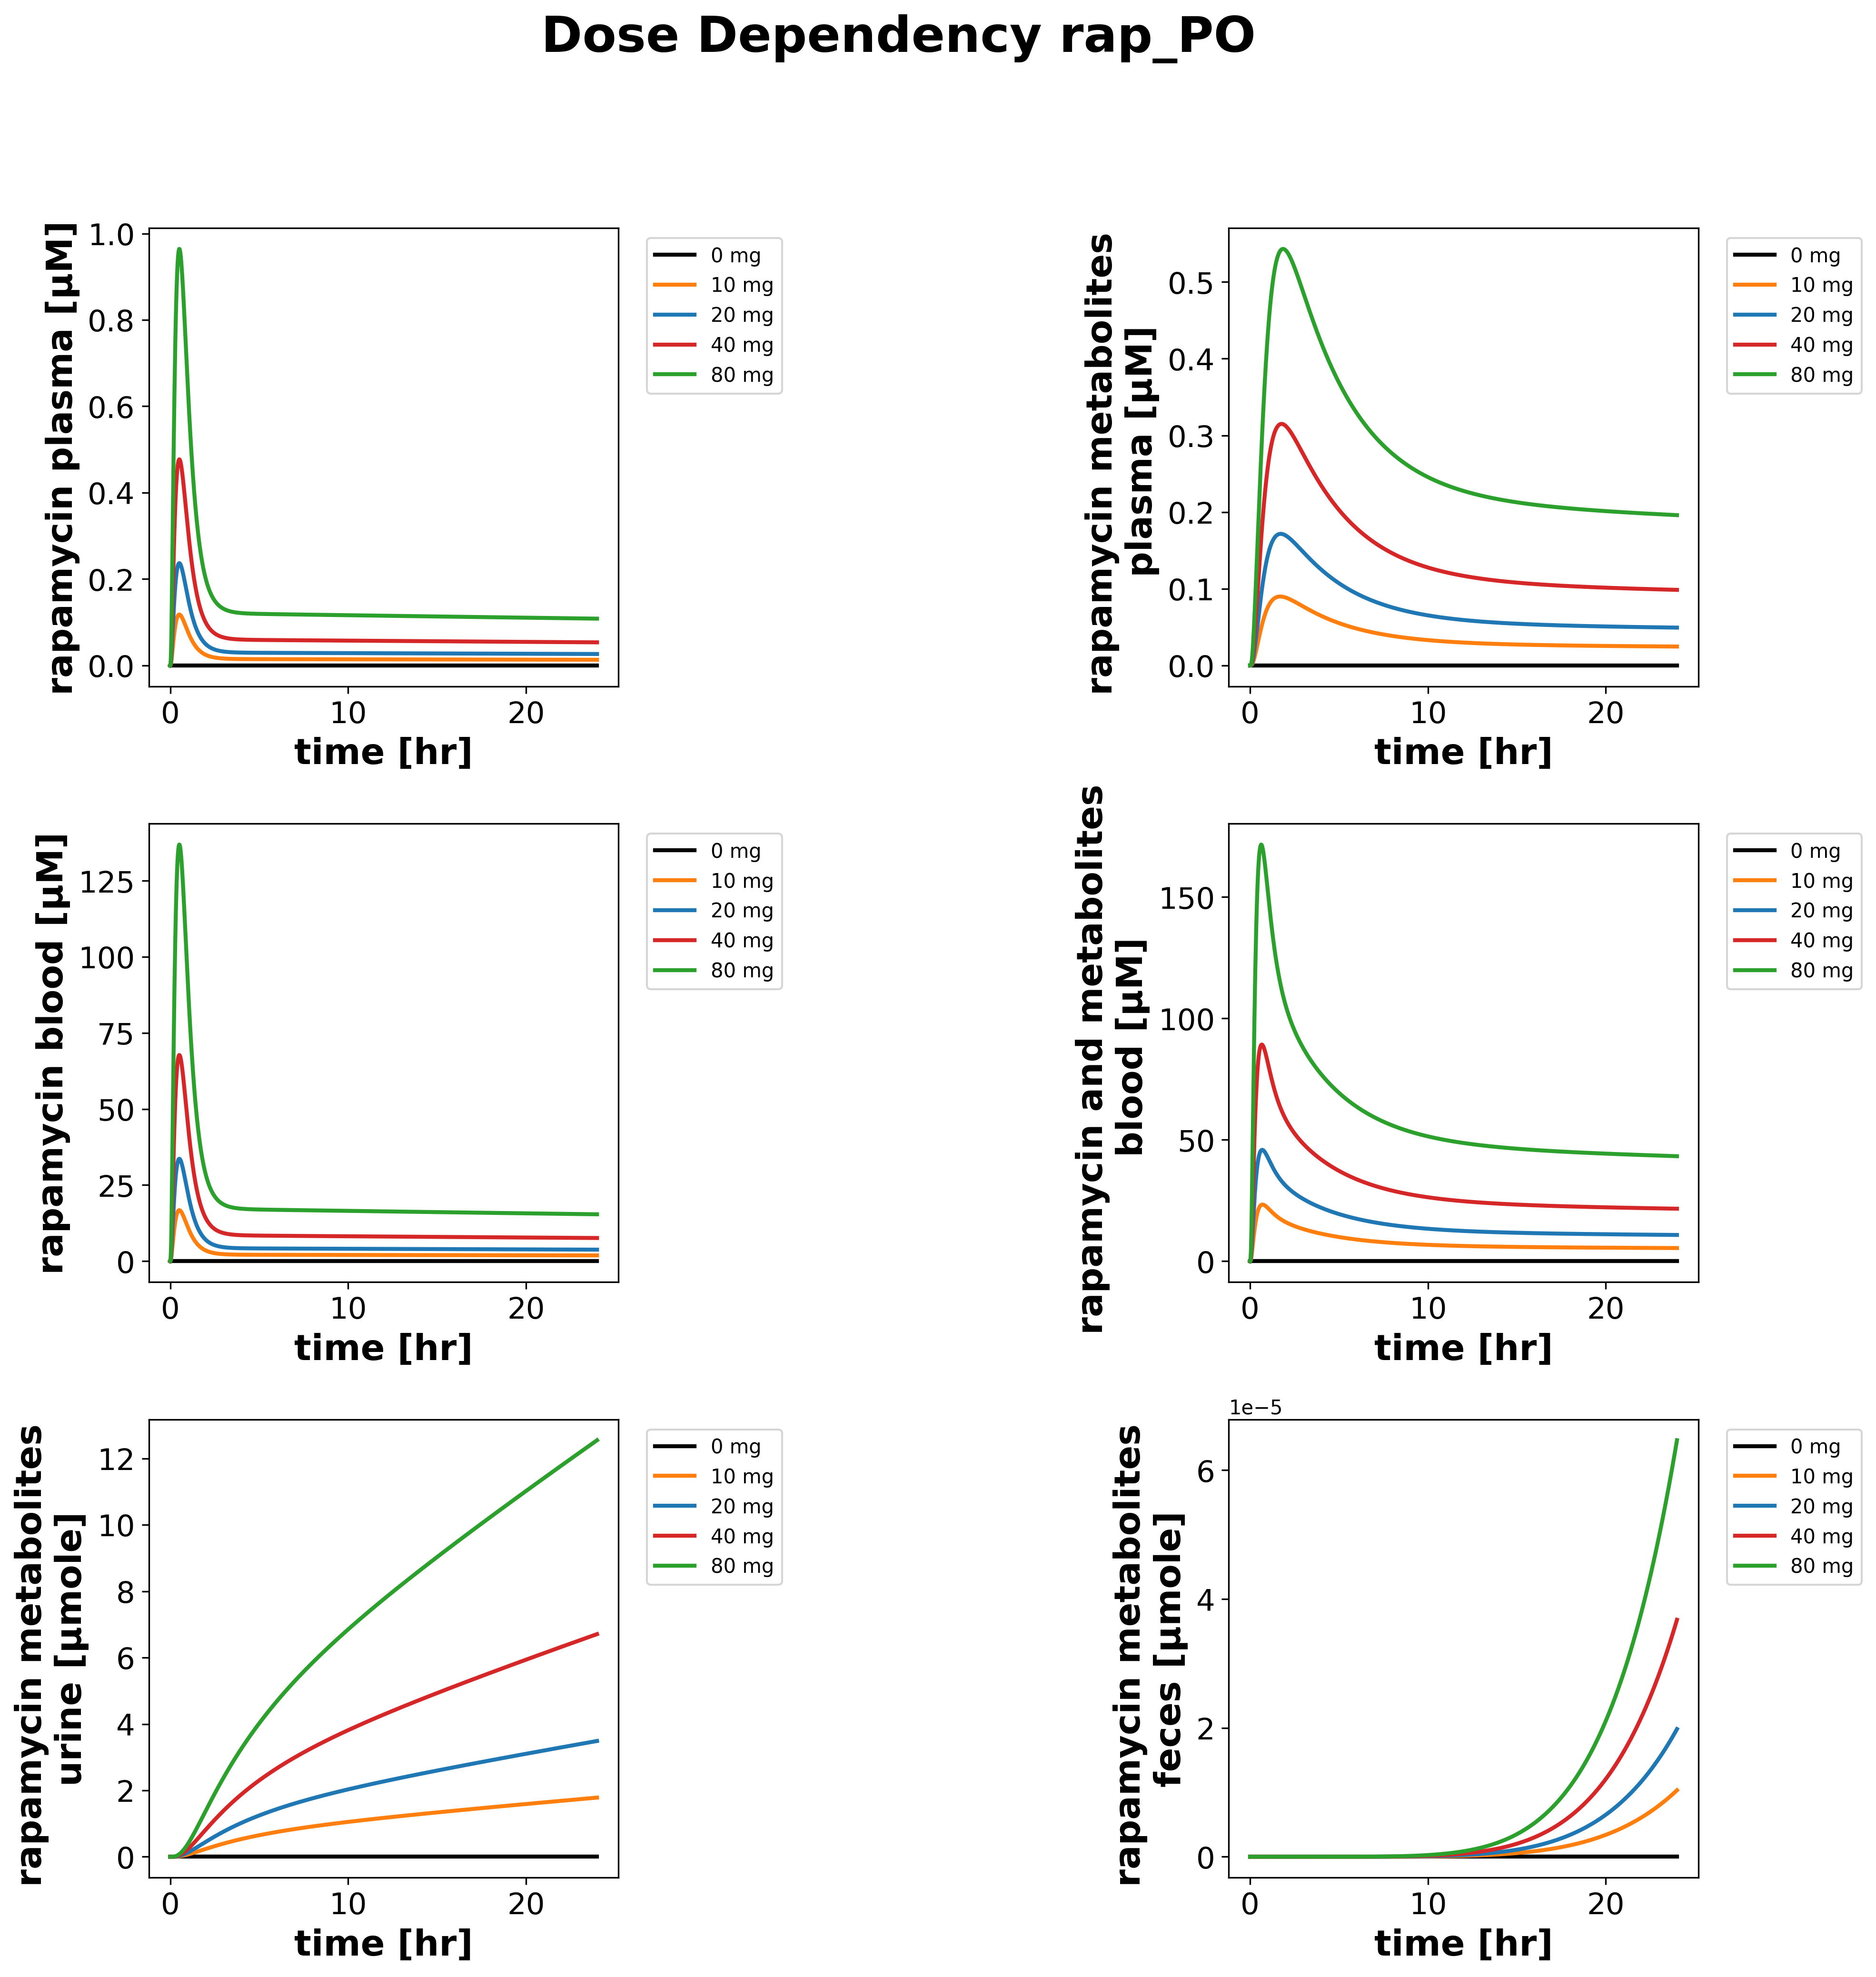 Dose Dependency rap_PO
rapamycin plasma [µM]
1.0
0.8
0.6
0.4
0.2
0.0
0
10
20
time [hr]
0 mg
10 mg
20 mg
40 mg
80 mg
rapamycin metabolites
plasma [µM]
0.5
0.4
0.3
0.2
0.1
0.0
0
10
20
time [hr]
0 mg
10 mg
20 mg
40 mg
80 mg
rapamycin blood [µM]
125
100
75
50
25
0
0
10
20
time [hr]
0 mg
10 mg
20 mg
40 mg
80 mg
rapamycin and metabolites
blood [µM]
150
100
50
0
0
10
20
time [hr]
0 mg
10 mg
20 mg
40 mg
80 mg
rapamycin metabolites
urine [µmole]
12
10
8
6
4
2
0
0
10
20
time [hr]
0 mg
10 mg
20 mg
40 mg
80 mg
rapamycin metabolites
feces [µmole]
1e−5
6
4
2
0
0
10
20
time [hr]
0 mg
10 mg
20 mg
40 mg
80 mg